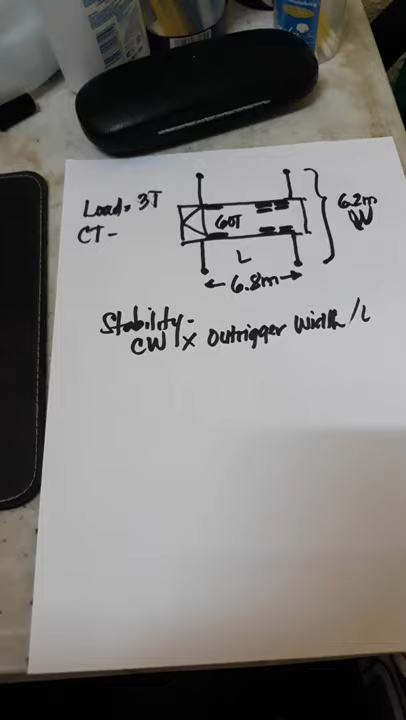 Load = 3T
CT -
60T
6.2m
W
L
6.8m
Stability -
CW x Outrigger Width / L